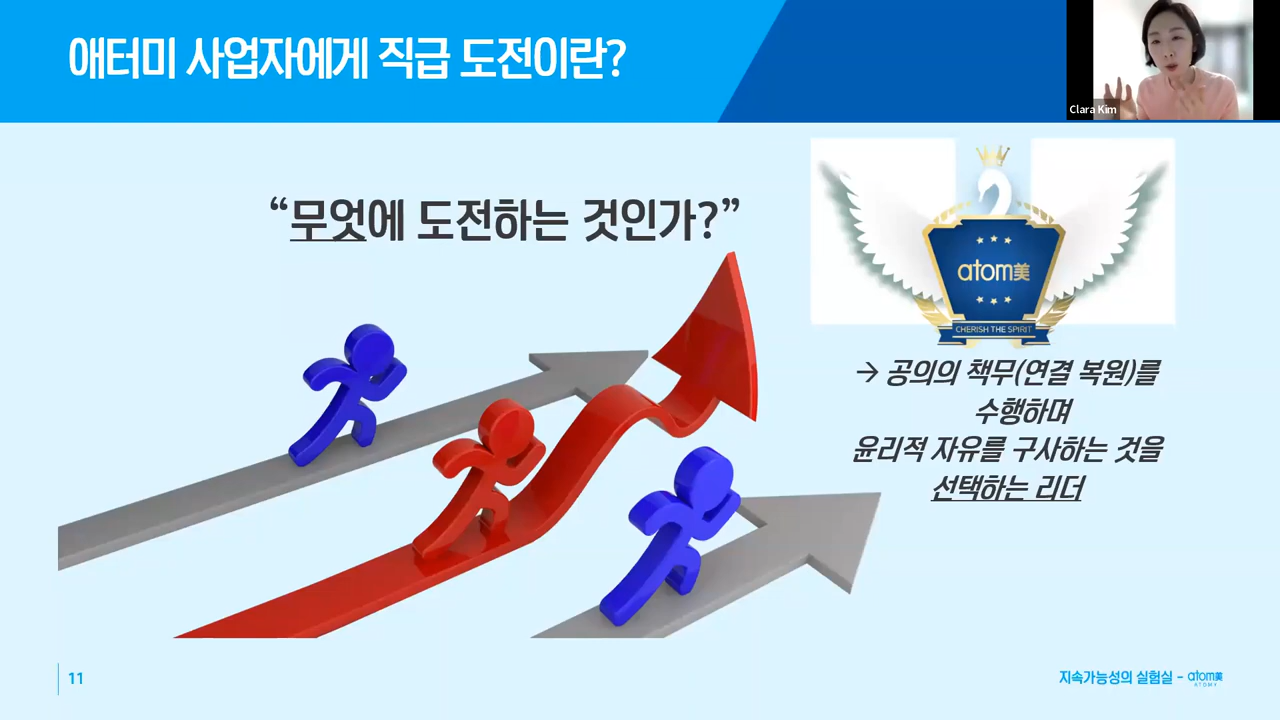 애터미 사업자에게 직급 도전이란?
Clara Kim
“무엇에 도전하는 것인가?”
atom美
CHERISH THE SPIRIT
→ 공의의 책무(연결 복원)를
수행하며
윤리적 자유를 구사하는 것을
선택하는 리더
11
지속가능성의 실험실 - atom美
ATOMY